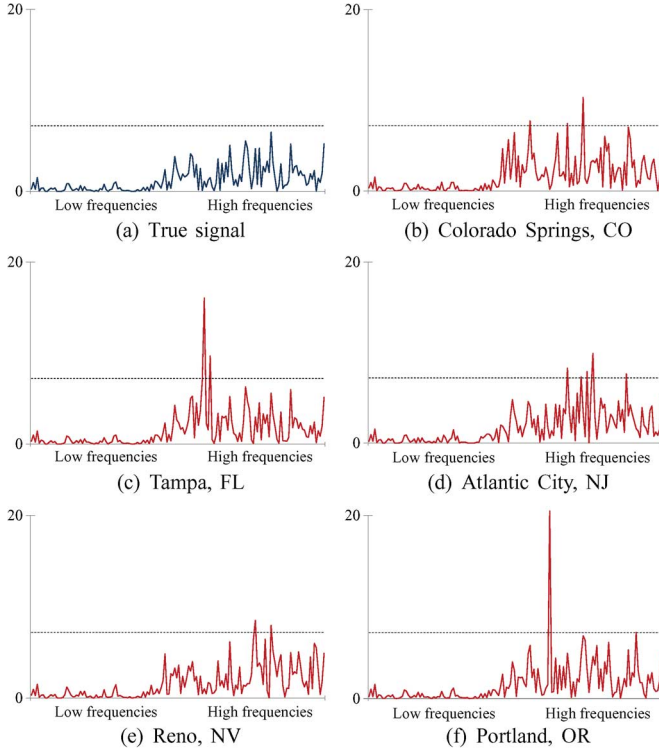 20
0
Low frequencies High frequencies
(a) True signal
0
Low frequencies High frequencies
(b) Colorado Springs, CO
20
0
Low frequencies High frequencies
(c) Tampa, FL
0
Low frequencies High frequencies
(d) Atlantic City, NJ
20
0
Low frequencies High frequencies
(e) Reno, NV
20
0
Low frequencies High frequencies
(f) Portland, OR